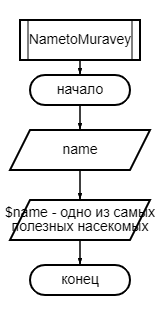 NametoMuravey
начало
name
$name - одно из самых
полезных насекомых
конец